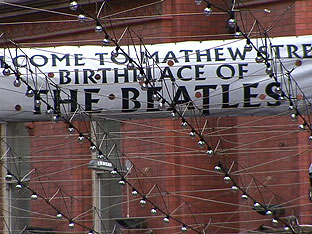 LCOME TO MATHEW STRE
BIRTHPLACE OF
THE BEATLES